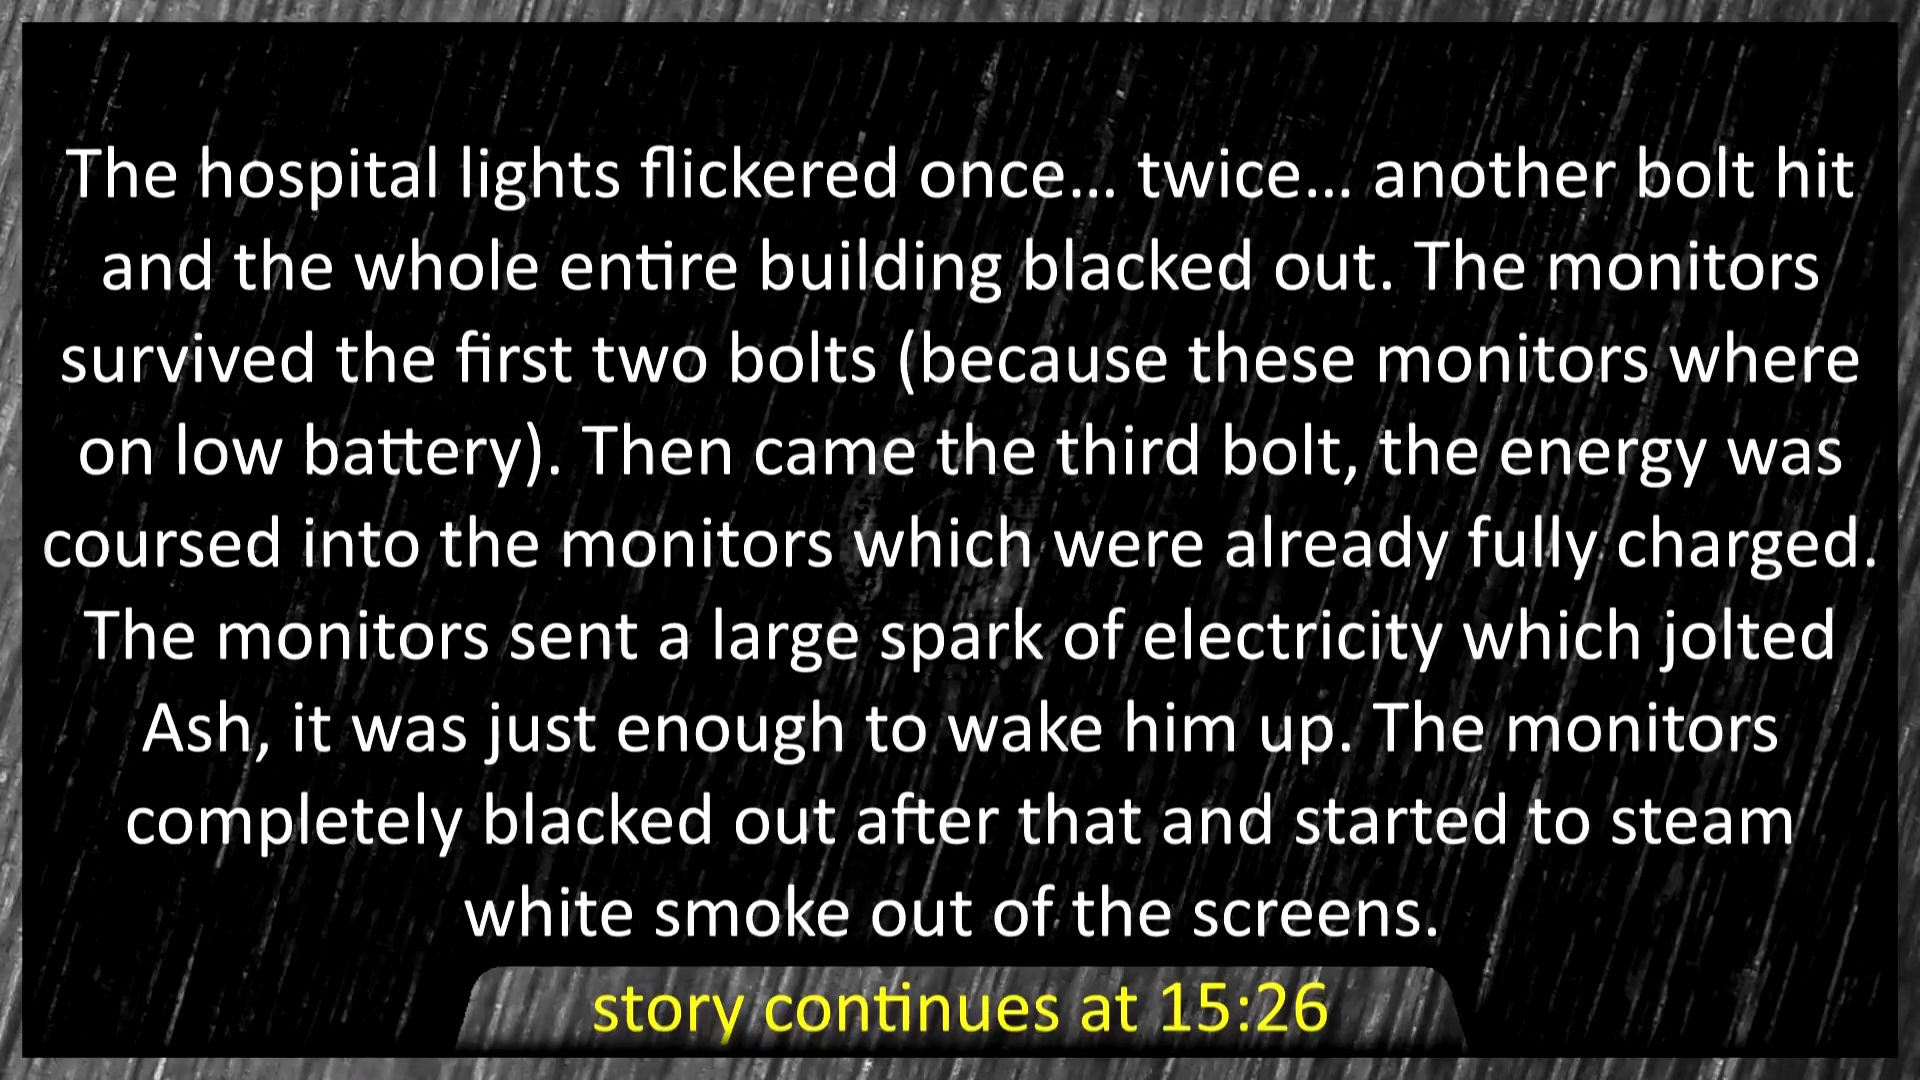 The hospital lights flickered once... twice... another bolt hit
and the whole entire building blacked out. The monitors
survived the first two bolts (because these monitors where
on low battery). Then came the third bolt, the energy was
coursed into the monitors which were already fully charged.
The monitors sent a large spark of electricity which jolted
Ash, it was just enough to wake him up. The monitors
completely blacked out after that and started to steam
white smoke out of the screens.
story continues at 15:26